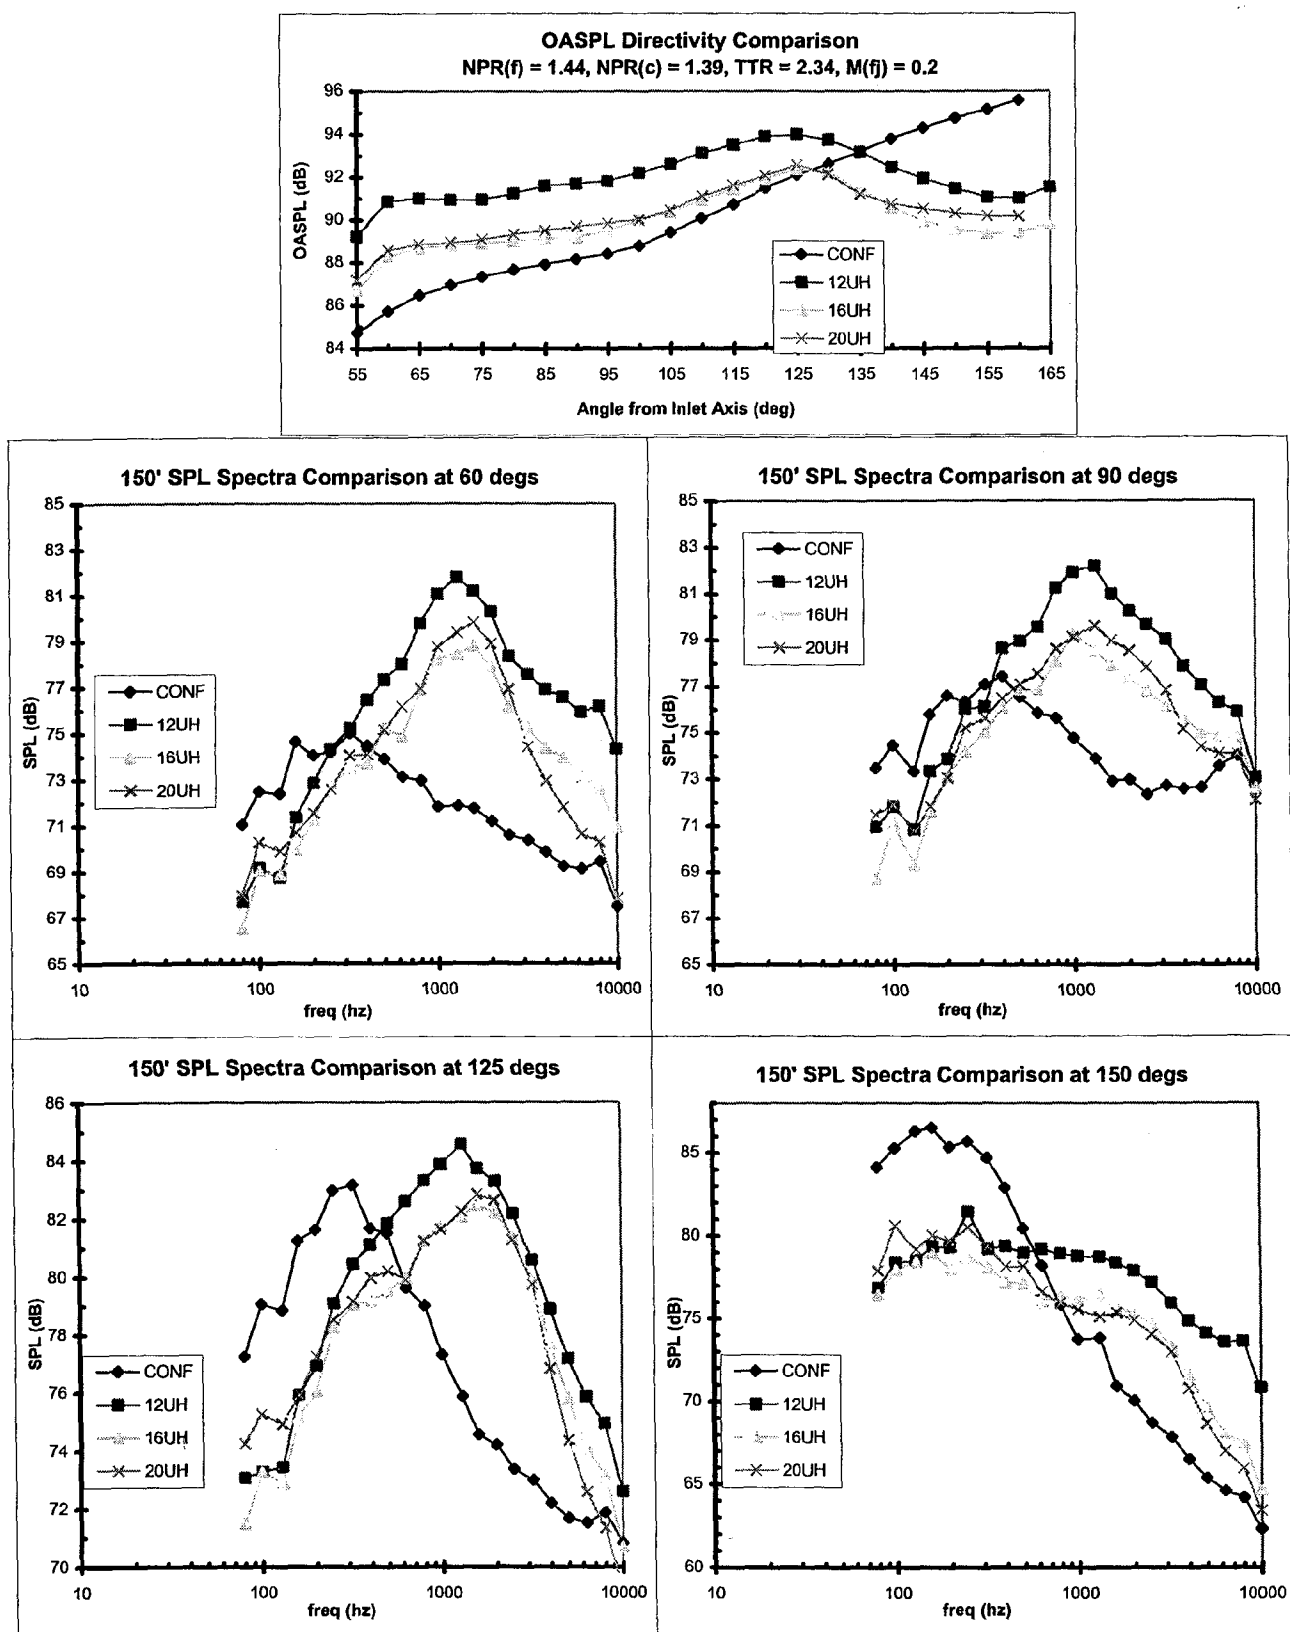 OASPL Directivity Comparison
NPR(f) = 1.44, NPR(c) = 1.39, TTR = 2.34, M(fj) = 0.2
96
94
92
90
88
86
84
OASPL (dB)
CONF
12UH
16UH
20UH
55 65 75 85 95 105 115 125 135 145 155 165
Angle from Inlet Axis (deg)
150' SPL Spectra Comparison at 60 degs
85
83
81
79
77
75
73
71
69
67
65
SPL (dB)
CONF
12UH
16UH
20UH
10 100 1000 10000
freq (hz)
150' SPL Spectra Comparison at 90 degs
85
83
81
79
77
75
73
71
69
67
65
SPL (dB)
CONF
12UH
16UH
20UH
10 100 1000 10000
freq (hz)
150' SPL Spectra Comparison at 125 degs
86
84
82
80
78
76
74
72
70
SPL (dB)
CONF
12UH
16UH
20UH
10 100 1000 10000
freq (hz)
150' SPL Spectra Comparison at 150 degs
85
80
75
70
65
60
SPL (dB)
CONF
12UH
16UH
20UH
10 100 1000 10000
freq (hz)